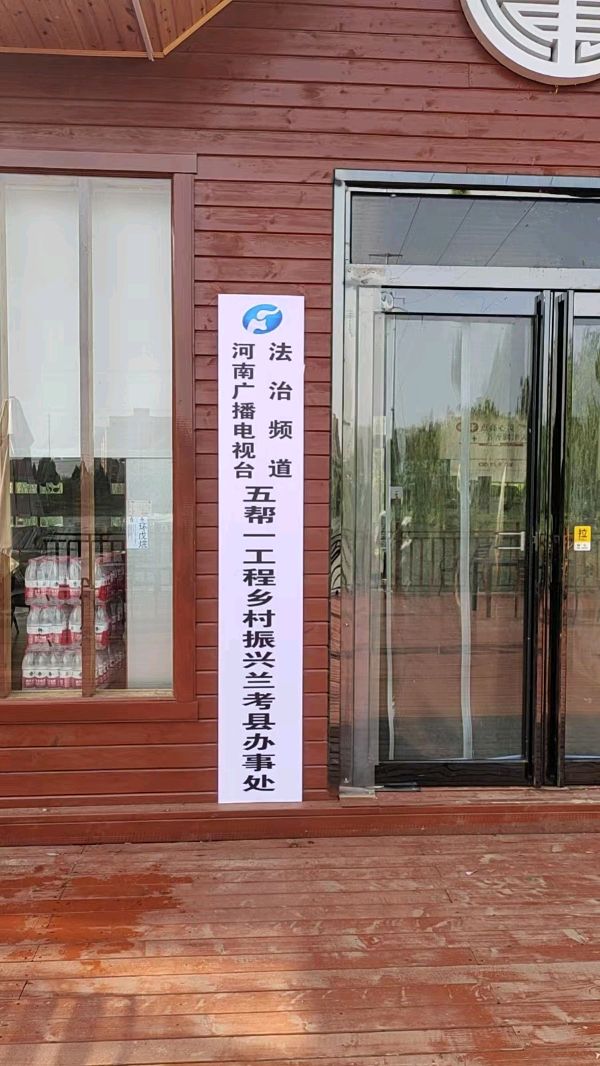 河南广播电视台
法治频道
五帮一工程乡村振兴兰考县办事处
拉